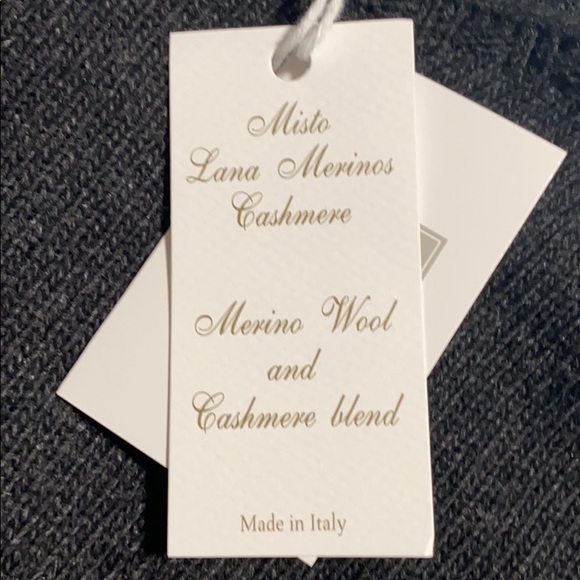 Misto
Lana Merinos
Cashmere
Merino Wool
and
Cashmere blend
Made in Italy